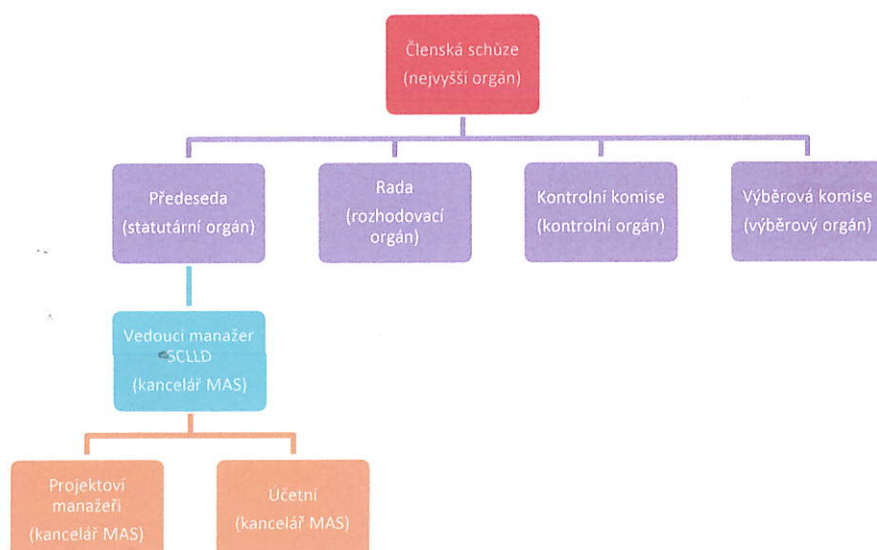 Členská schůze
(nejvyšší orgán)
Předeseda
(statutární orgán)
Rada
(rozhodovací
orgán)
Kontrolní komise
(kontrolní orgán)
Výběrová komise
(výběrový orgán)
Vedoucí manažer
SCLLD
(kancelář MAS)
Projektoví
manažeři
(kancelář MAS)
Účetní
(kancelář MAS)